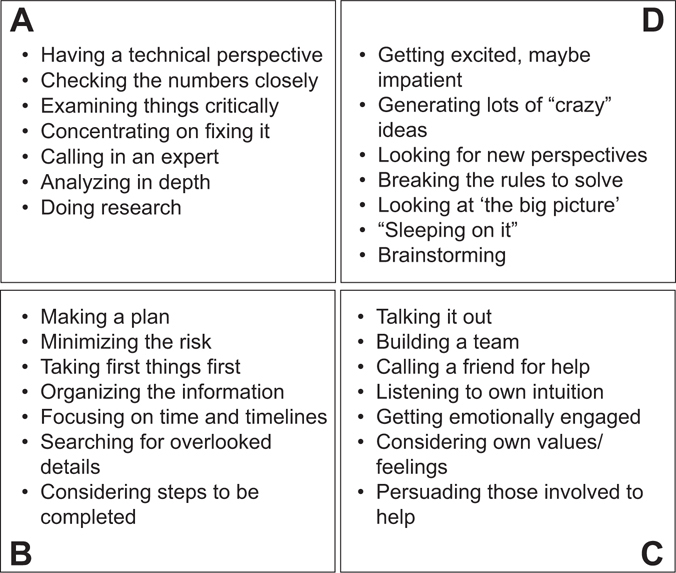 A
• Having a technical perspective
• Checking the numbers closely
• Examining things critically
• Concentrating on fixing it
• Calling in an expert
• Analyzing in depth
• Doing research
D
• Getting excited, maybe
impatient
• Generating lots of “crazy”
ideas
• Looking for new perspectives
• Breaking the rules to solve
• Looking at ‘the big picture’
• “Sleeping on it”
• Brainstorming
• Making a plan
• Minimizing the risk
• Taking first things first
• Organizing the information
• Focusing on time and timelines
• Searching for overlooked
details
• Considering steps to be
completed
B
• Talking it out
• Building a team
• Calling a friend for help
• Listening to own intuition
• Getting emotionally engaged
• Considering own values/
feelings
• Persuading those involved to
help
C